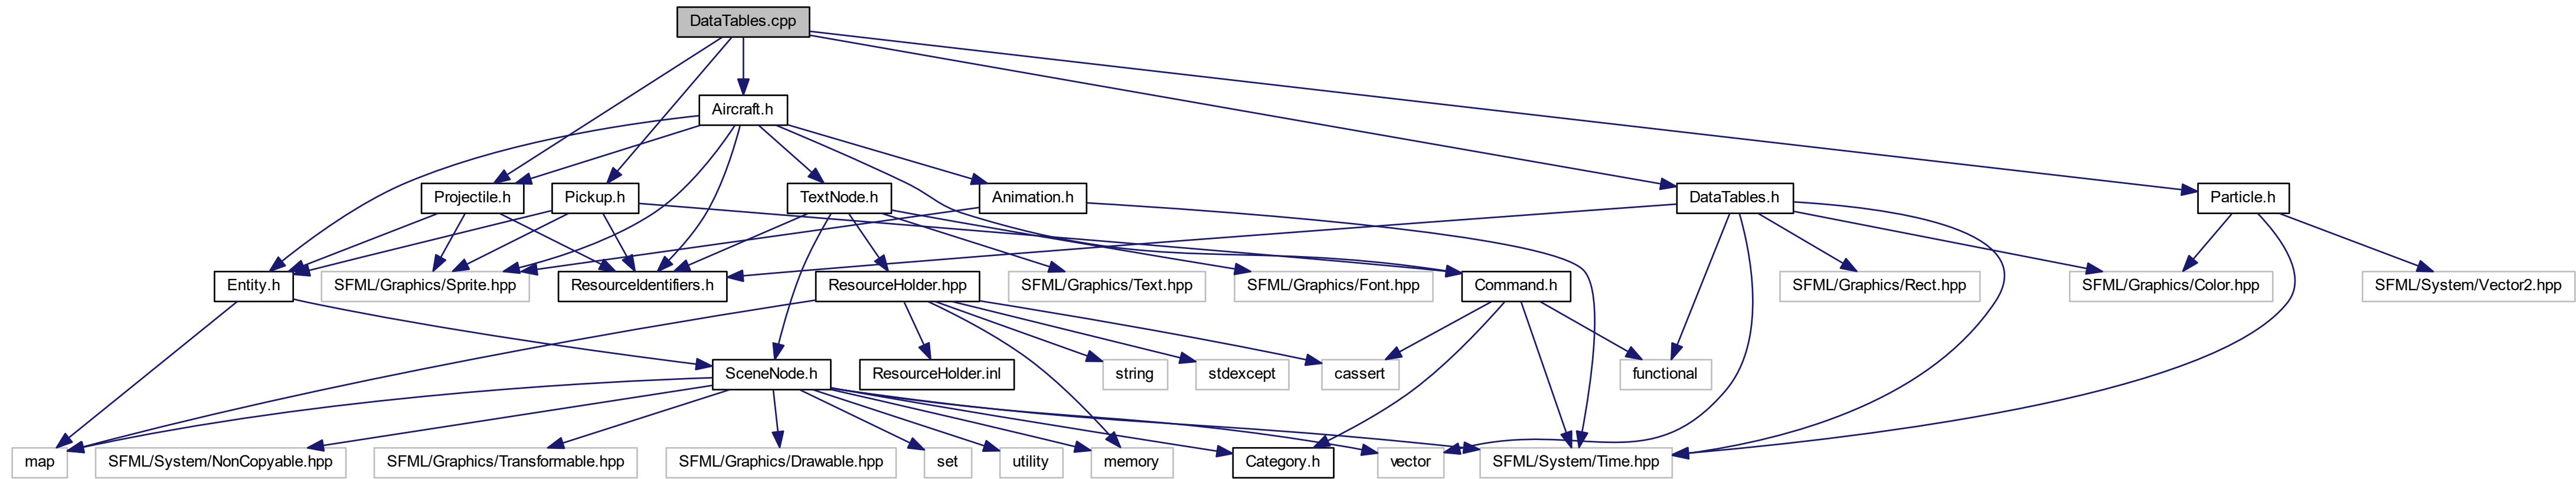 DataTables.cpp
Aircraft.h
Projectile.h
Pickup.h
TextNode.h
Animation.h
DataTables.h
Particle.h
Entity.h
SFML/Graphics/Sprite.hpp
ResourceIdentifiers.h
ResourceHolder.hpp
SFML/Graphics/Text.hpp
SFML/Graphics/Font.hpp
Command.h
SFML/Graphics/Rect.hpp
SFML/Graphics/Color.hpp
SFML/System/Vector2.hpp
SceneNode.h
ResourceHolder.inl
string
stdexcept
cassert
functional
map
SFML/System/NonCopyable.hpp
SFML/Graphics/Transformable.hpp
SFML/Graphics/Drawable.hpp
set
utility
memory
Category.h
vector
SFML/System/Time.hpp